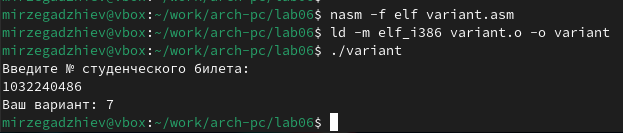 mirzegadzhiev@vbox:~/work/arch-pc/lab06$ nasm -f elf variant.asm
mirzegadzhiev@vbox:~/work/arch-pc/lab06$ ld -m elf_i386 variant.o -o variant
mirzegadzhiev@vbox:~/work/arch-pc/lab06$ ./variant
Введите № студенческого билета:
1032240486
Ваш вариант: 7
mirzegadzhiev@vbox:~/work/arch-pc/lab06$